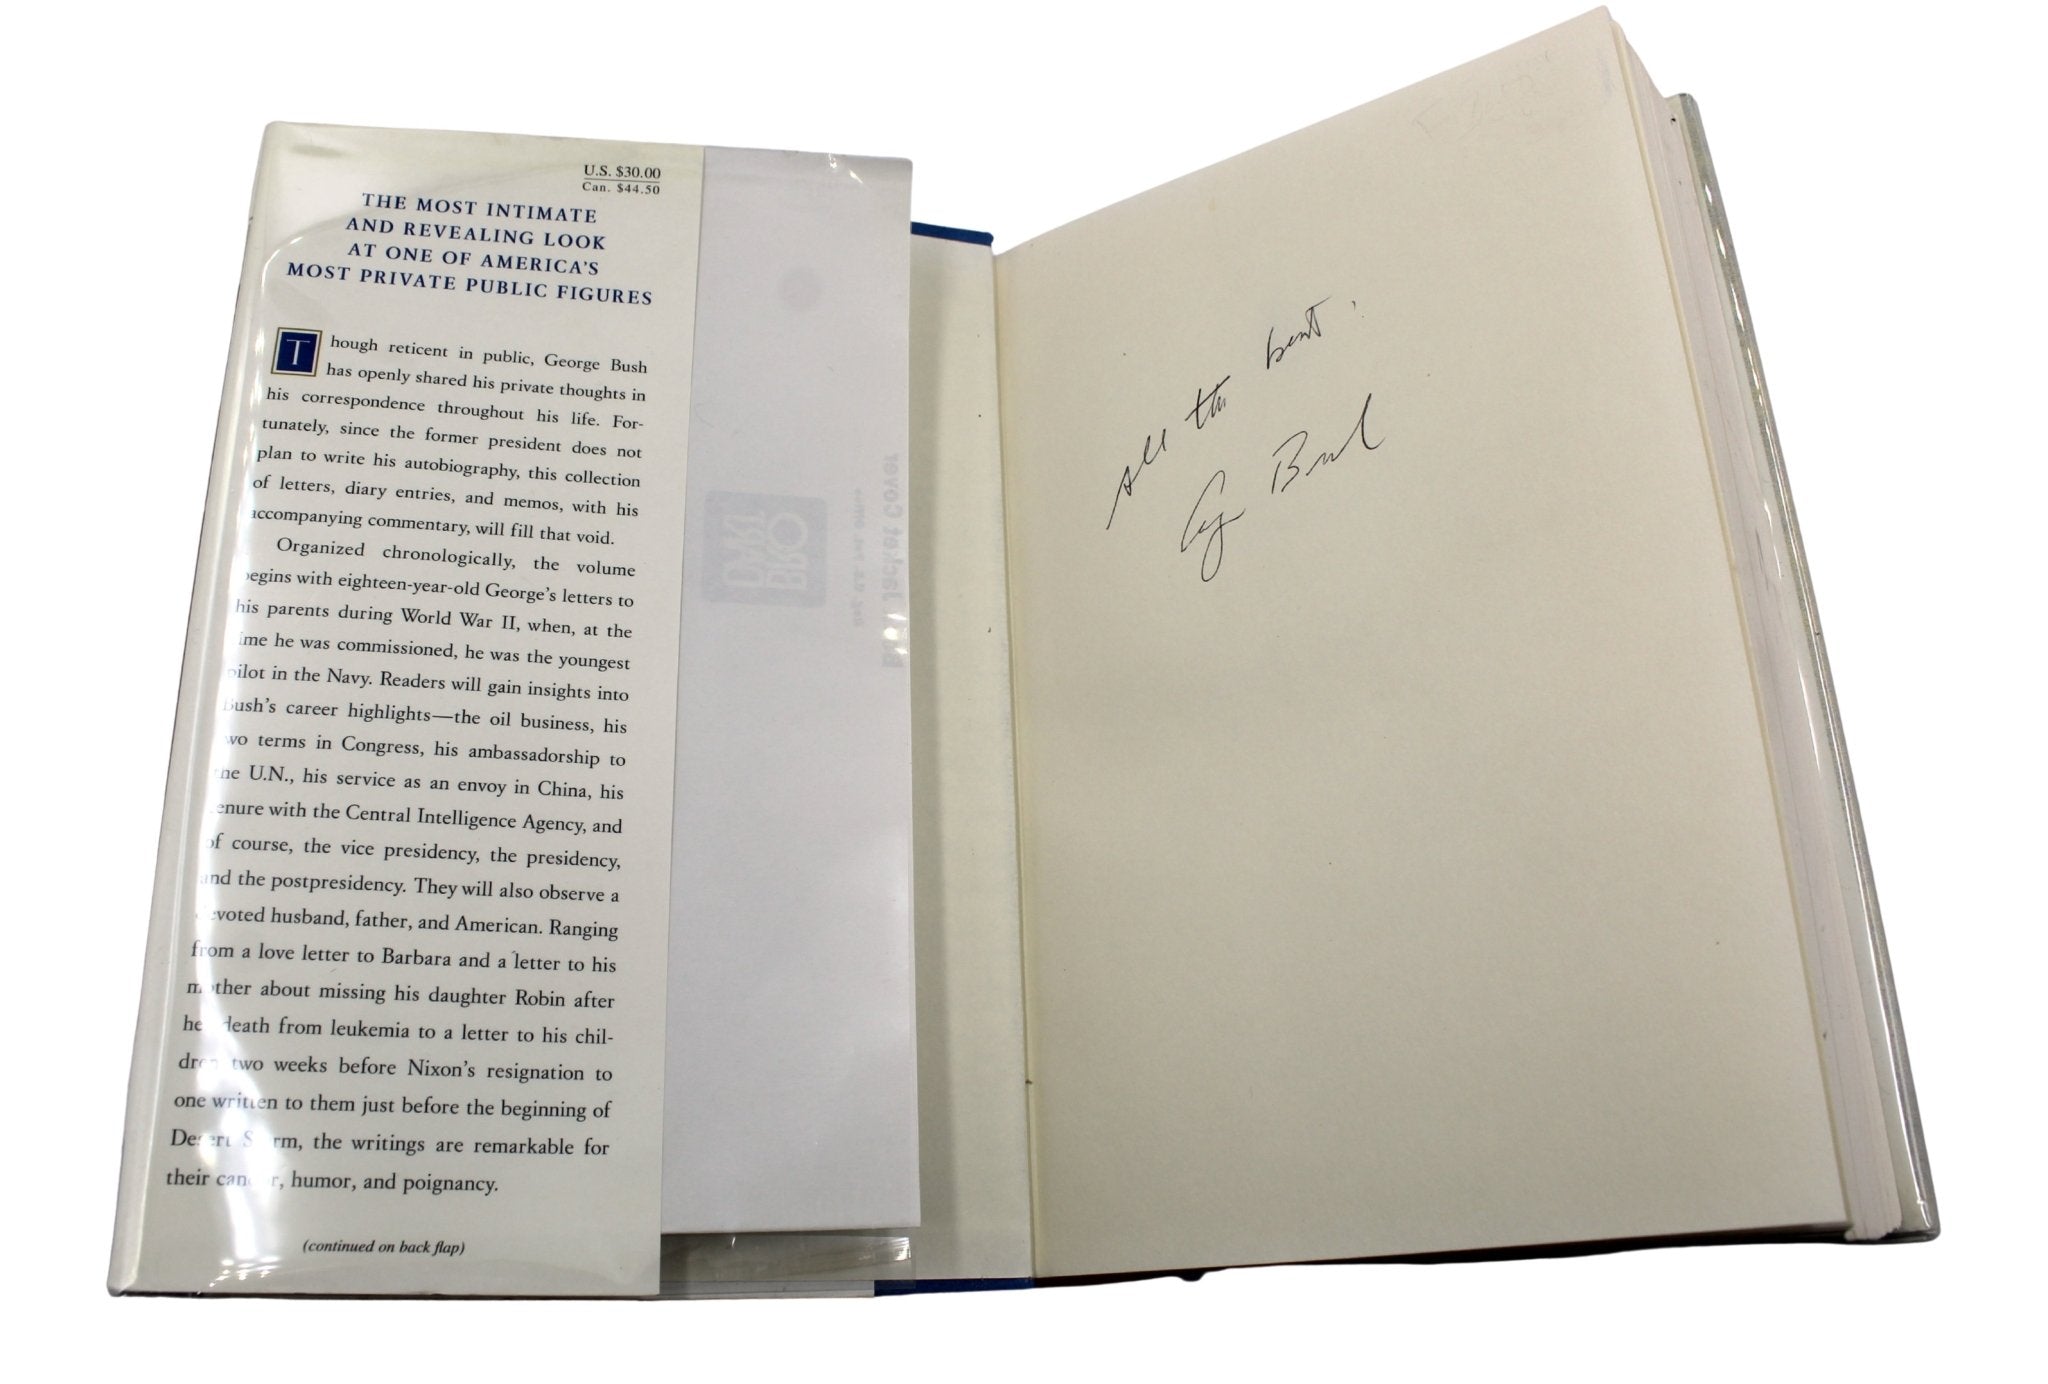 U.S. $30.00
Can. $44.50
THE MOST INTIMATE
AND REVEALING LOOK
AT ONE OF AMERICA'S
MOST PRIVATE PUBLIC FIGURES
Though reticent in public, George Bush
has openly shared his private thoughts in
his correspondence throughout his life. For-
tunately, since the former president does not
plan to write his autobiography, this collection
of letters, diary entries, and memos, with his
accompanying commentary, will fill that void.
Organized chronologically, the volume
begins with eighteen-year-old George's letters to
his parents during World War II, when, at the
time he was commissioned, he was the youngest
pilot in the Navy. Readers will gain insights into
Bush's career highlights—the oil business, his
two terms in Congress, his ambassadorship to
the U.N., his service as an envoy in China, his
tenure with the Central Intelligence Agency, and
of course, the vice presidency, the presidency,
and the postpresidency. They will also observe a
devoted husband, father, and American. Ranging
from a love letter to Barbara and a letter to his
mother about missing his daughter Robin after
her death from leukemia to a letter to his chil-
dren two weeks before Nixon's resignation to
one written to them just before the beginning of
Desert Storm, the writings are remarkable for
their candor, humor, and poignancy.
(continued on back flap)
All the best.
G Bush
BRO
DART
Jacket Cover